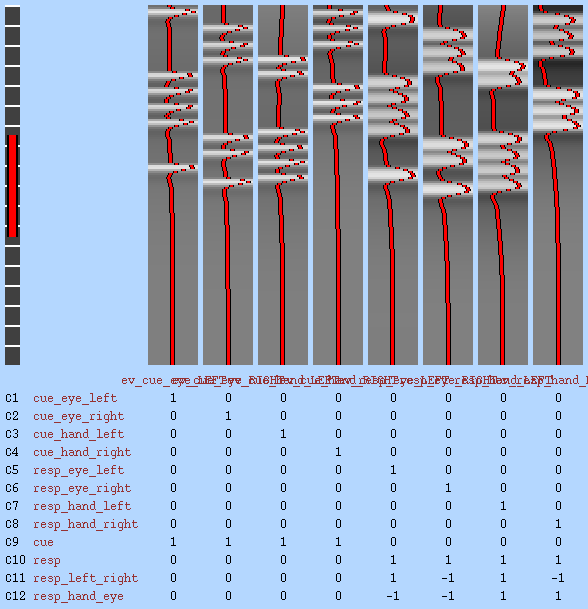 C1 cue_eye_left 1 0 0 0 0 0 0 0
C2 cue_eye_right 0 1 0 0 0 0 0 0
C3 cue_hand_left 0 0 1 0 0 0 0 0
C4 cue_hand_right 0 0 0 1 0 0 0 0
C5 resp_eye_left 0 0 0 0 1 0 0 0
C6 resp_eye_right 0 0 0 0 0 1 0 0
C7 resp_hand_left 0 0 0 0 0 0 1 0
C8 resp_hand_right 0 0 0 0 0 0 0 1
C9 cue 1 1 1 1 0 0 0 0
C10 resp 0 0 0 0 1 1 1 1
C11 resp_left_right 0 0 0 0 1 -1 1 -1
C12 resp_hand_eye 0 0 0 0 -1 -1 1 1